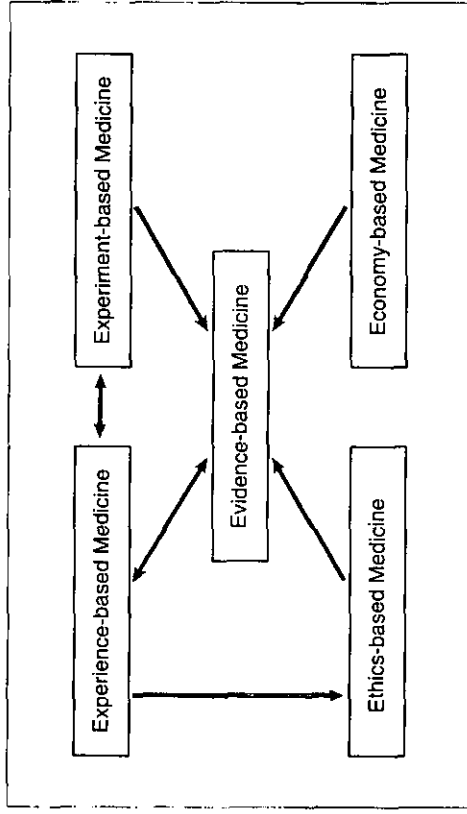 Experience-based Medicine
Experiment-based Medicine
Evidence-based Medicine
Ethics-based Medicine
Economy-based Medicine